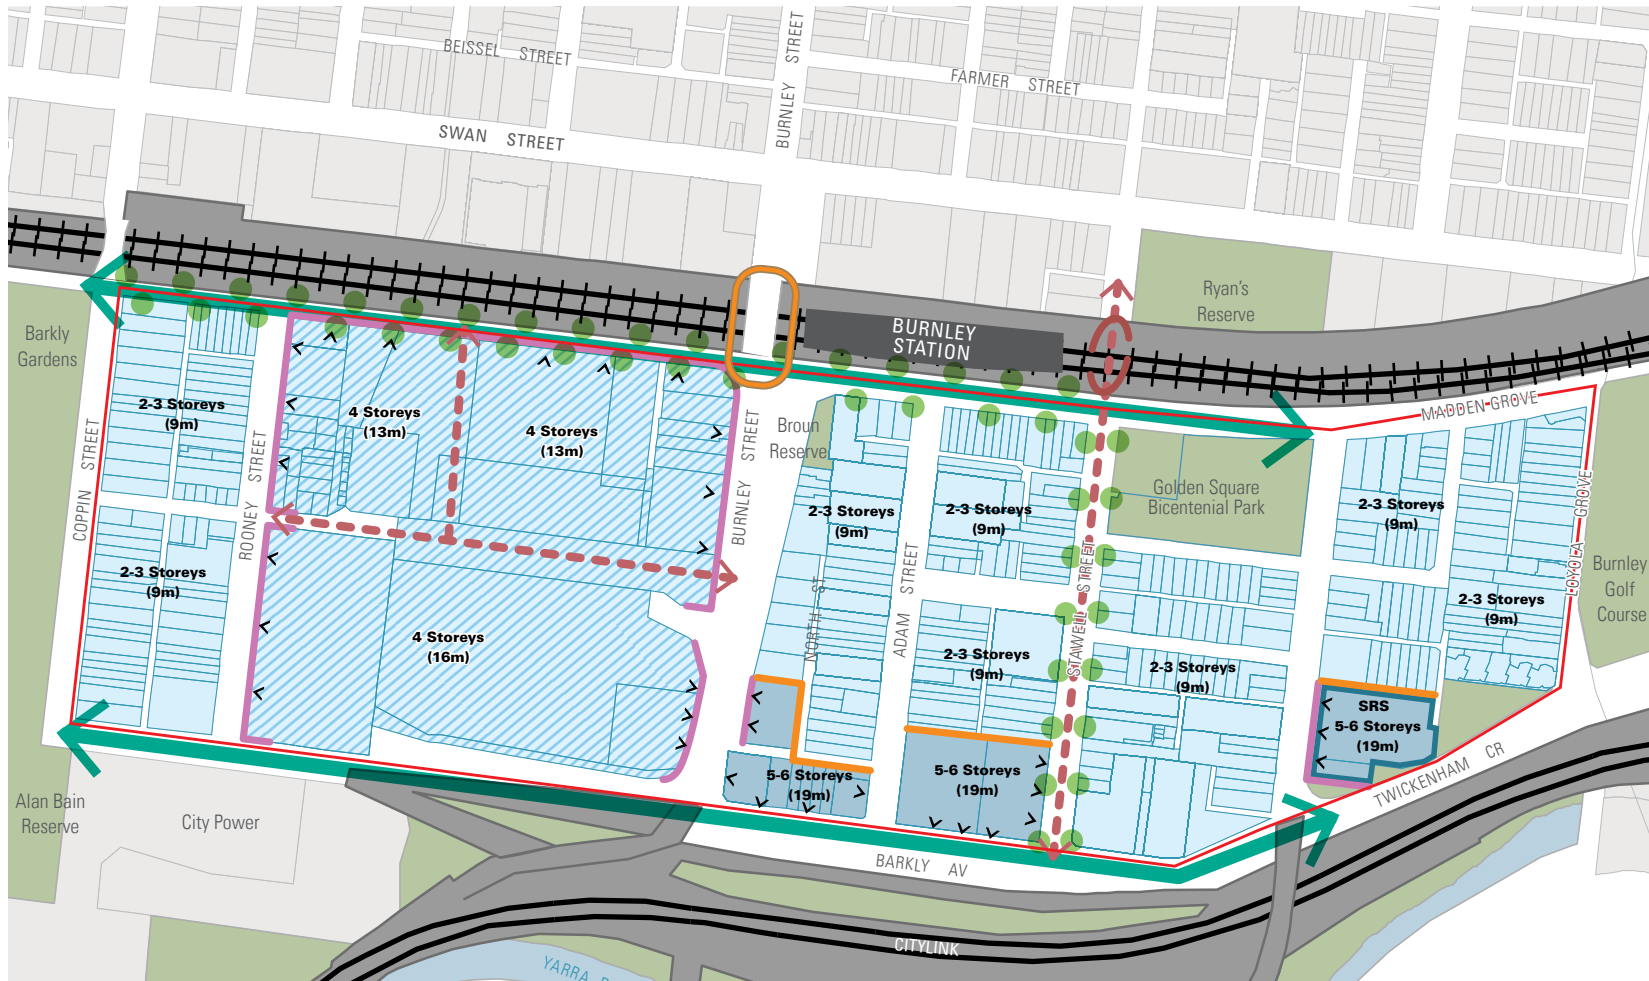 BEISSEL STREET
BURNLEY STREET
FARMER STREET
SWAN STREET
Ryan's
Reserve
Barkly
Gardens
BURNLEY
STATION
MADDEN GROVE
2-3 Storeys
(9m)
4 Storeys
(13m)
4 Storeys
(13m)
Broun
Reserve
COPPIN STREET
ROONEY STREET
BURNLEY STREET
Golden Square
Bicentenial Park
2-3 Storeys
(9m)
2-3 Storeys
(9m)
2-3 Storeys
(9m)
LOYOLA GROVE
2-3 Storeys
(9m)
NORTH ST
ADAM STREET
STAWELL STREET
Burnley
Golf
Course
2-3 Storeys
(9m)
4 Storeys
(16m)
2-3 Storeys
(9m)
2-3 Storeys
(9m)
SRS
5-6 Storeys
(19m)
5-6 Storeys
(19m)
5-6 Storeys
(19m)
TWICKENHAM CR
Alan Bain
Reserve
City Power
BARKLY AV
CITYLINK
YARRA